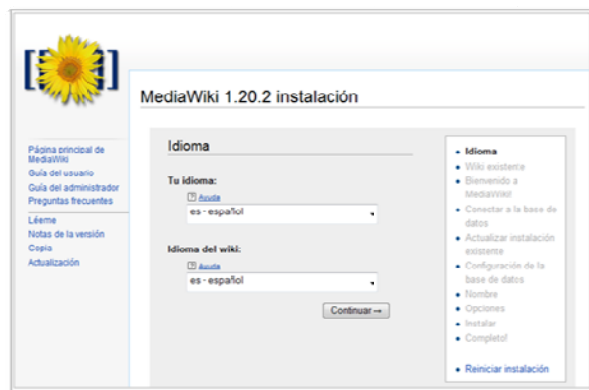 MediaWiki 1.20.2 instalación
Página principal de
MediaWiki
Guía del usuario
Guía del administrador
Preguntas frecuentes
Léeme
Notas de la versión
Copia
Actualización
Idioma
Tu idioma:
Ayuda
es - español
Idioma del wiki:
Ayuda
es - español
Continuar →
Idioma
Wiki existente
Bienvenido a
MediaWiki!
Conectar a la base de
datos
Actualizar instalación
existente
Configuración de la
base de datos
Nombre
Opciones
Instalar
Completo!
Reiniciar instalación